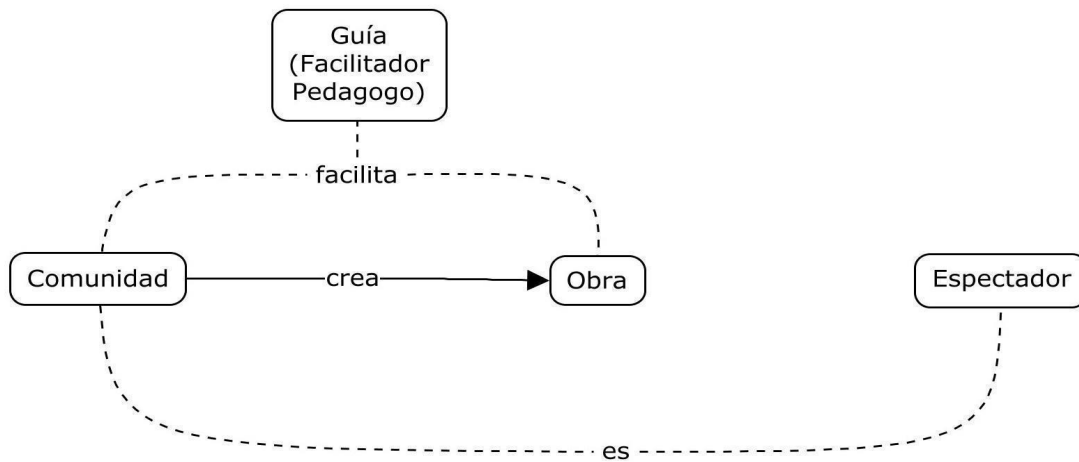 Guía
(Facilitador
Pedagogo)
facilita
Comunidad
crea
Obra
Espectador
es